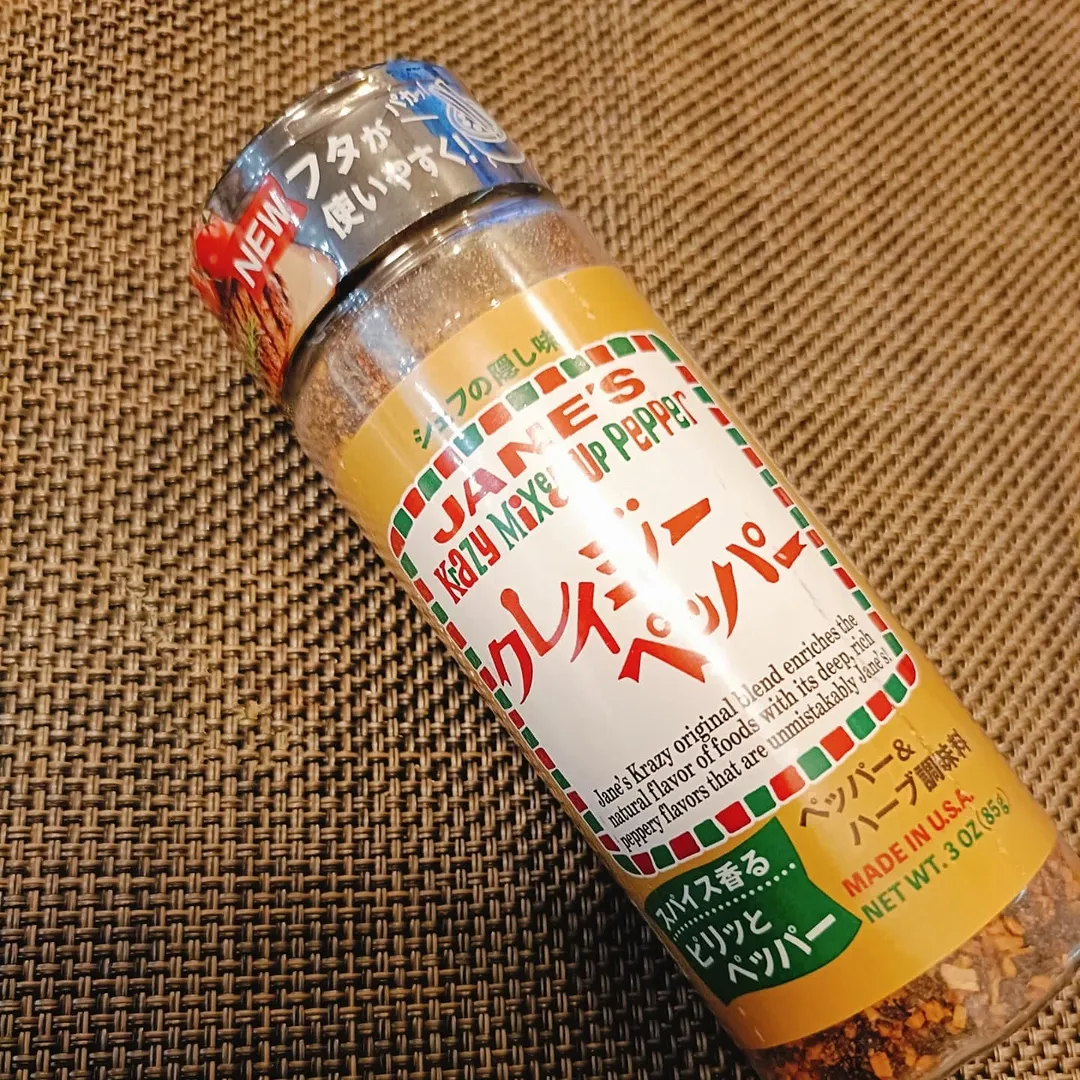 パカッ
フタが
使いやすく!
NEW
シェフの隠し味
JANE'S
Krazy Mixed UP PePPer
クレイジー
ペッパー
Jane's Krazy original blend enriches the
natural flavor of foods with its deep, rich
peppery flavors that are unmistakably Jane's!
ペッパー&
ハーブ調味料
MADE IN U.S.A.
NET WT. 3 OZ (85g)
スパイス香る
ピリッと
ペッパー